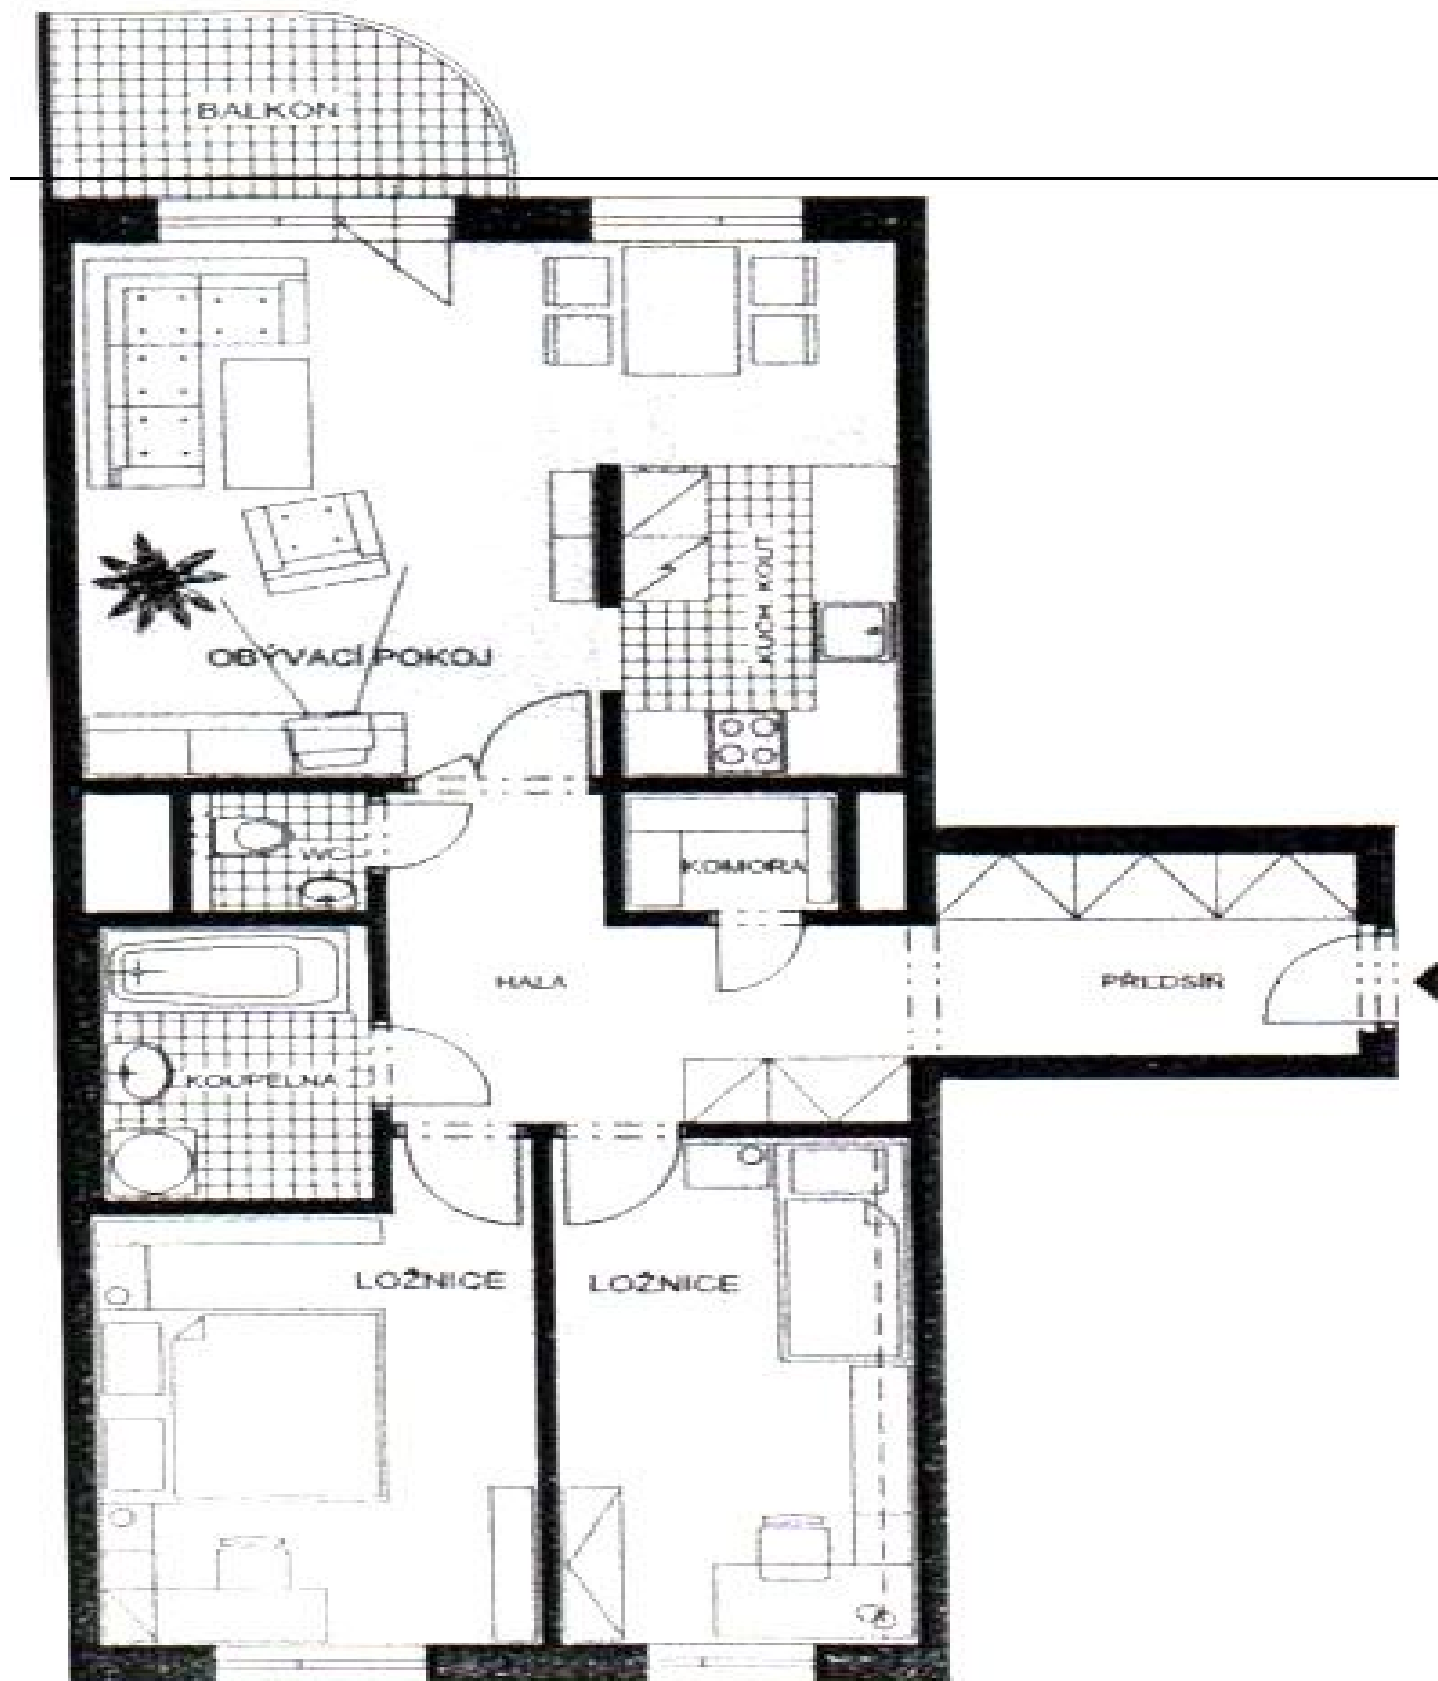 BALKON
KUCH. KOUT
OBÝVACÍ POKOJ
WC
KOMORA
HALA
PŘEDSÍŇ
KOUPELNA
LOŽNICE
LOŽNICE